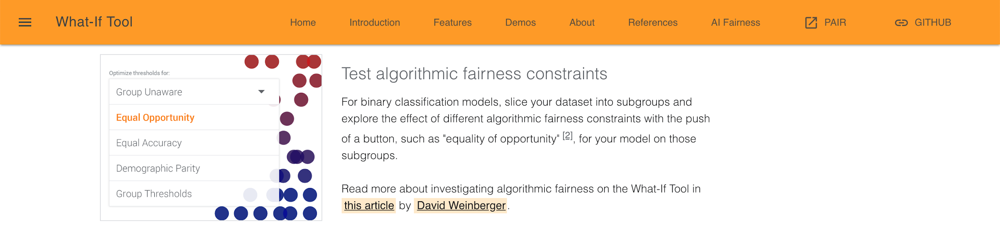 What-If Tool
Home
Introduction
Features
Demos
About
References
AI Fairness
PAIR
GITHUB
Optimize thresholds for:
Group Unaware
Equal Opportunity
Equal Accuracy
Demographic Parity
Group Thresholds
Test algorithmic fairness constraints
For binary classification models, slice your dataset into subgroups and
explore the effect of different algorithmic fairness constraints with the push
of a button, such as "equality of opportunity" [2], for your model on those
subgroups.
Read more about investigating algorithmic fairness on the What-If Tool in
this article by David Weinberger.